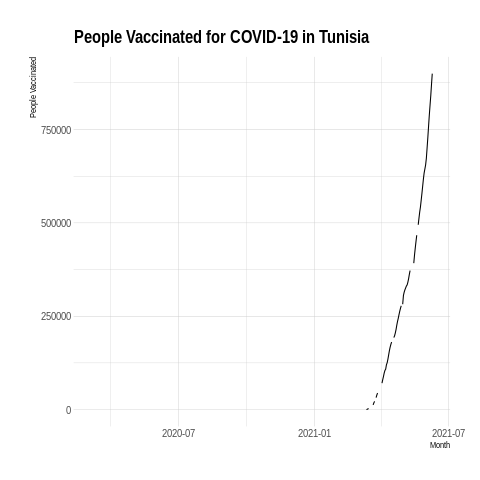 People Vaccinated for COVID-19 in Tunisia
People Vaccinated
750000
500000
250000
0
2020-07
2021-01
2021-07
Month